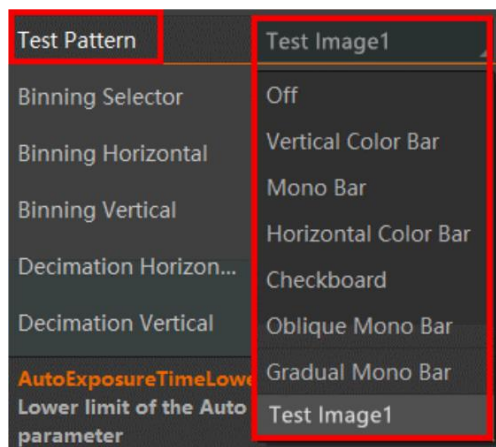 Test Pattern
Test Image1
Binning Selector
Off
Binning Horizontal
Vertical Color Bar
Binning Vertical
Mono Bar
Decimation Horizon...
Horizontal Color Bar
Decimation Vertical
Checkboard
Oblique Mono Bar
Gradual Mono Bar
Test Image1
AutoExposureTimeLowe
Lower limit of the Auto
parameter